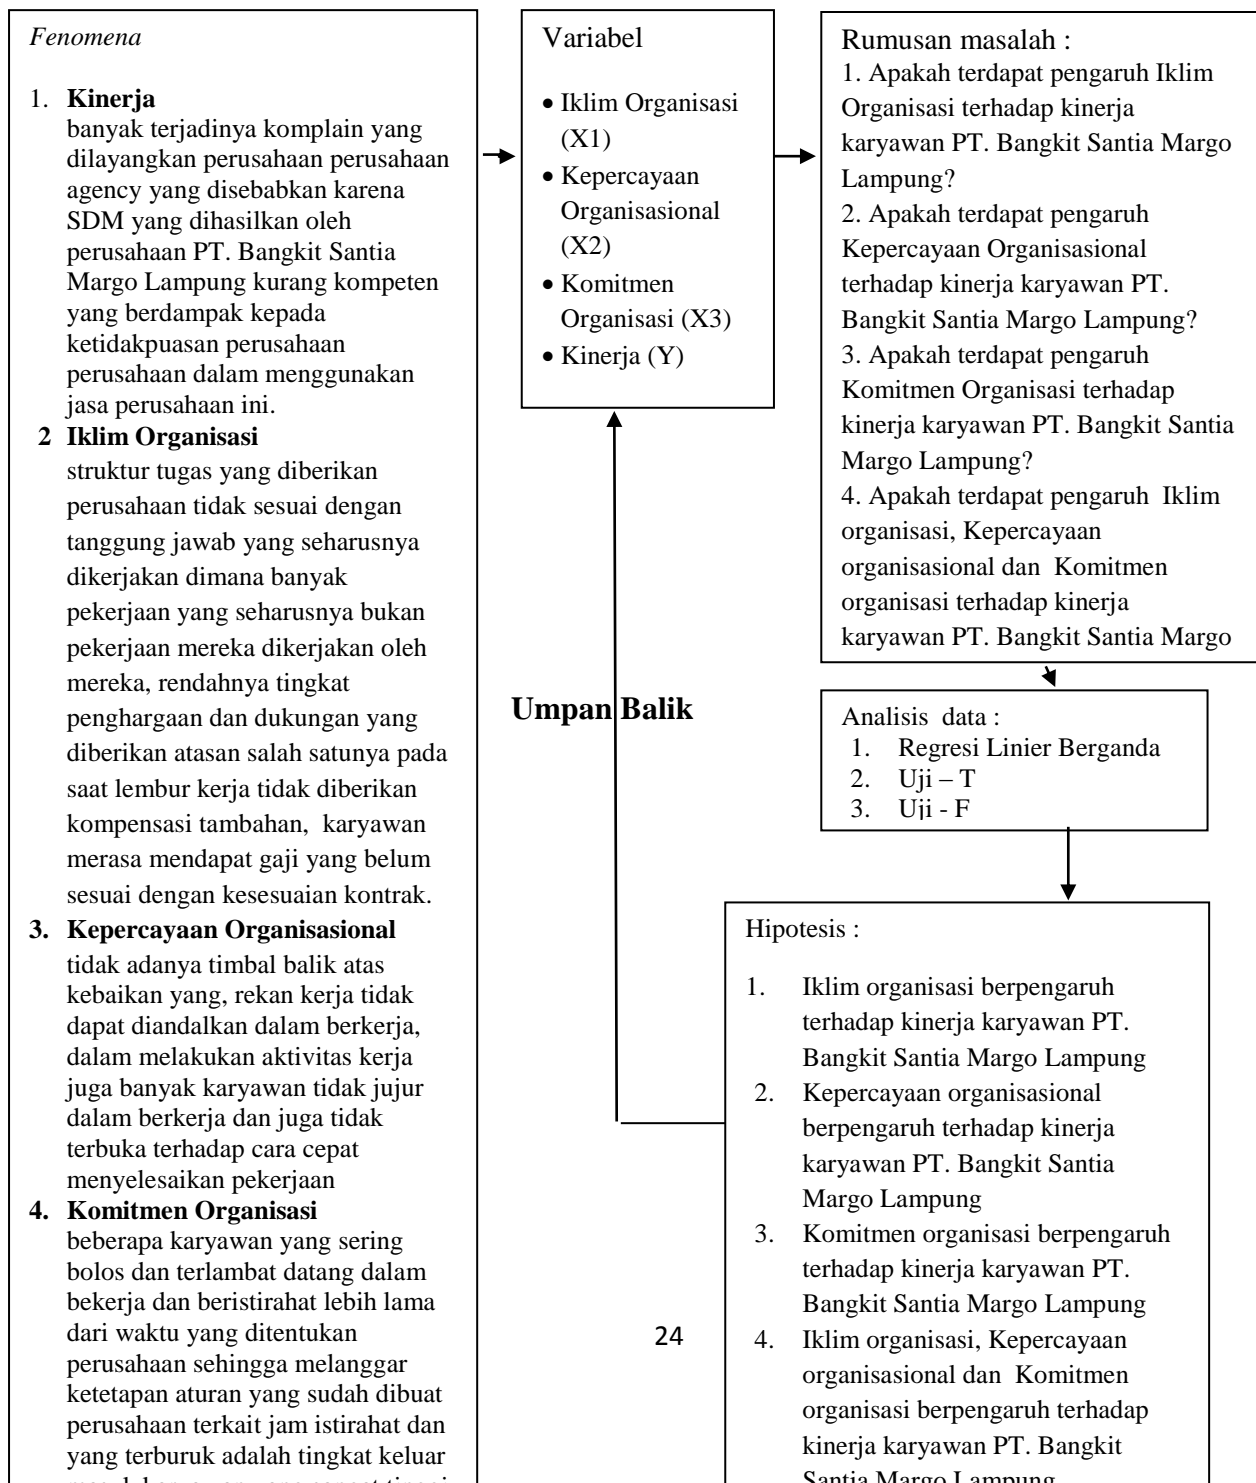 Fenomena
1. Kinerja
banyak terjadinya komplain yang
dilayangkan perusahaan perusahaan
agency yang disebabkan karena
SDM yang dihasilkan oleh
perusahaan PT. Bangkit Santia
Margo Lampung kurang kompeten
yang berdampak kepada
ketidakpuasan perusahaan
perusahaan dalam menggunakan
jasa perusahaan ini.
2 Iklim Organisasi
struktur tugas yang diberikan
perusahaan tidak sesuai dengan
tanggung jawab yang seharusnya
dikerjakan dimana banyak
pekerjaan yang seharusnya bukan
pekerjaan mereka dikerjakan oleh
mereka, rendahnya tingkat
penghargaan dan dukungan yang
diberikan atasan salah satunya pada
saat lembur kerja tidak diberikan
kompensasi tambahan, karyawan
merasa mendapat gaji yang belum
sesuai dengan kesesuaian kontrak.
3. Kepercayaan Organisasional
tidak adanya timbal balik atas
kebaikan yang, rekan kerja tidak
dapat diandalkan dalam berkerja,
dalam melakukan aktivitas kerja
juga banyak karyawan tidak jujur
dalam berkerja dan juga tidak
terbuka terhadap cara cepat
menyelesaikan pekerjaan
4. Komitmen Organisasi
beberapa karyawan yang sering
bolos dan terlambat datang dalam
bekerja dan beristirahat lebih lama
dari waktu yang ditentukan
perusahaan sehingga melanggar
ketetapan aturan yang sudah dibuat
perusahaan terkait jam istirahat dan
yang terburuk adalah tingkat keluar
Variabel
• Iklim Organisasi
(X1)
• Kepercayaan
Organisasional
(X2)
• Komitmen
Organisasi (X3)
• Kinerja (Y)
Umpan Balik
Rumusan masalah :
1. Apakah terdapat pengaruh Iklim
Organisasi terhadap kinerja
karyawan PT. Bangkit Santia Margo
Lampung?
2. Apakah terdapat pengaruh
Kepercayaan Organisasional
terhadap kinerja karyawan PT.
Bangkit Santia Margo Lampung?
3. Apakah terdapat pengaruh
Komitmen Organisasi terhadap
kinerja karyawan PT. Bangkit Santia
Margo Lampung?
4. Apakah terdapat pengaruh Iklim
organisasi, Kepercayaan
organisasional dan Komitmen
organisasi terhadap kinerja
karyawan PT. Bangkit Santia Margo
Analisis data :
1. Regresi Linier Berganda
2. Uji – T
3. Uji - F
Hipotesis :
1. Iklim organisasi berpengaruh
terhadap kinerja karyawan PT.
Bangkit Santia Margo Lampung
2. Kepercayaan organisasional
berpengaruh terhadap kinerja
karyawan PT. Bangkit Santia
Margo Lampung
3. Komitmen organisasi berpengaruh
terhadap kinerja karyawan PT.
Bangkit Santia Margo Lampung
4. Iklim organisasi, Kepercayaan
organisasional dan Komitmen
organisasi berpengaruh terhadap
kinerja karyawan PT. Bangkit
Santia Margo Lampung
24